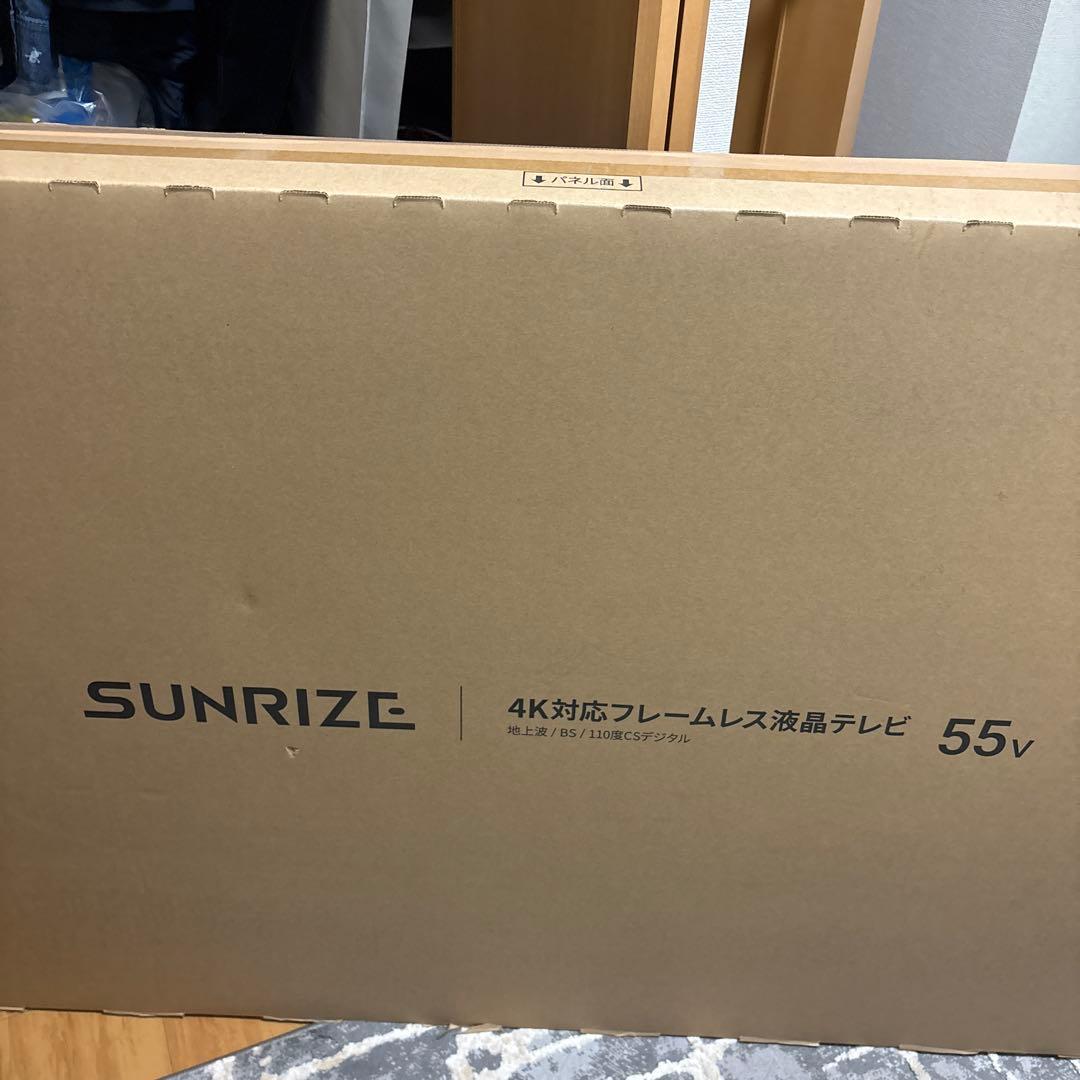 ⬇ パネル面 ⬇
SUNRIZE
4K対応フレームレス液晶テレビ 55V
地上波 / BS / 110度CSデジタル